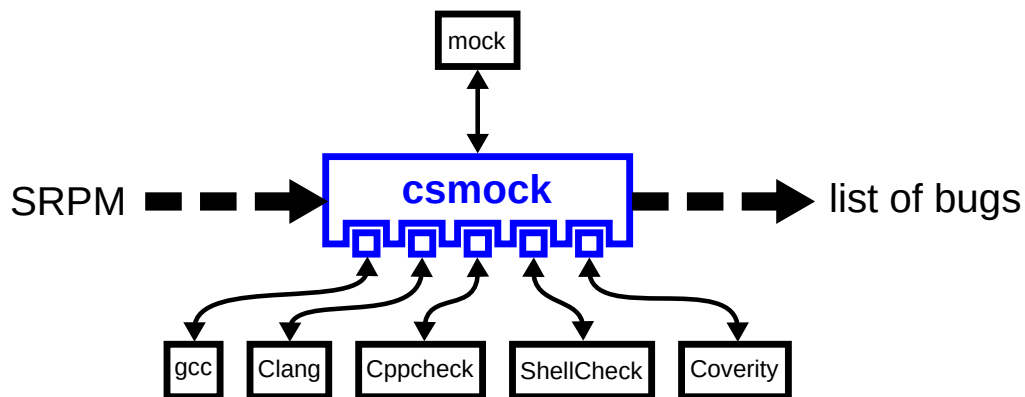 mock
csmock
SRPM
list of bugs
gcc
Clang
Cppcheck
ShellCheck
Coverity